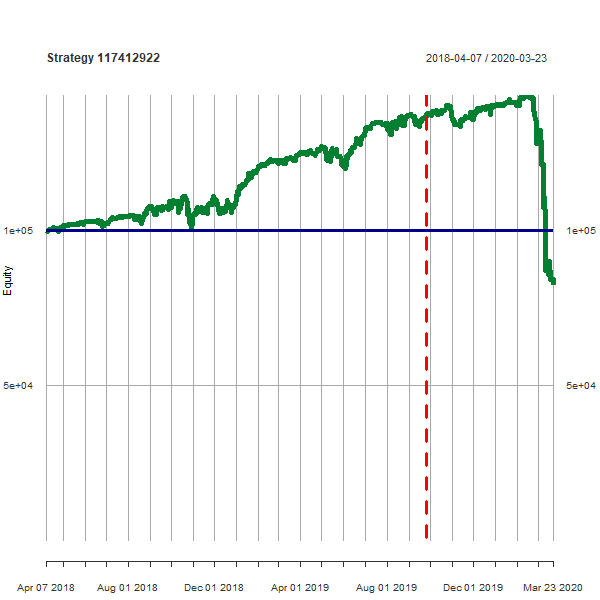 Strategy 117412922
2018-04-07 / 2020-03-23
1e+05
1e+05
Equity
5e+04
5e+04
Apr 07 2018
Aug 01 2018
Dec 01 2018
Apr 01 2019
Aug 01 2019
Dec 01 2019
Mar 23 2020